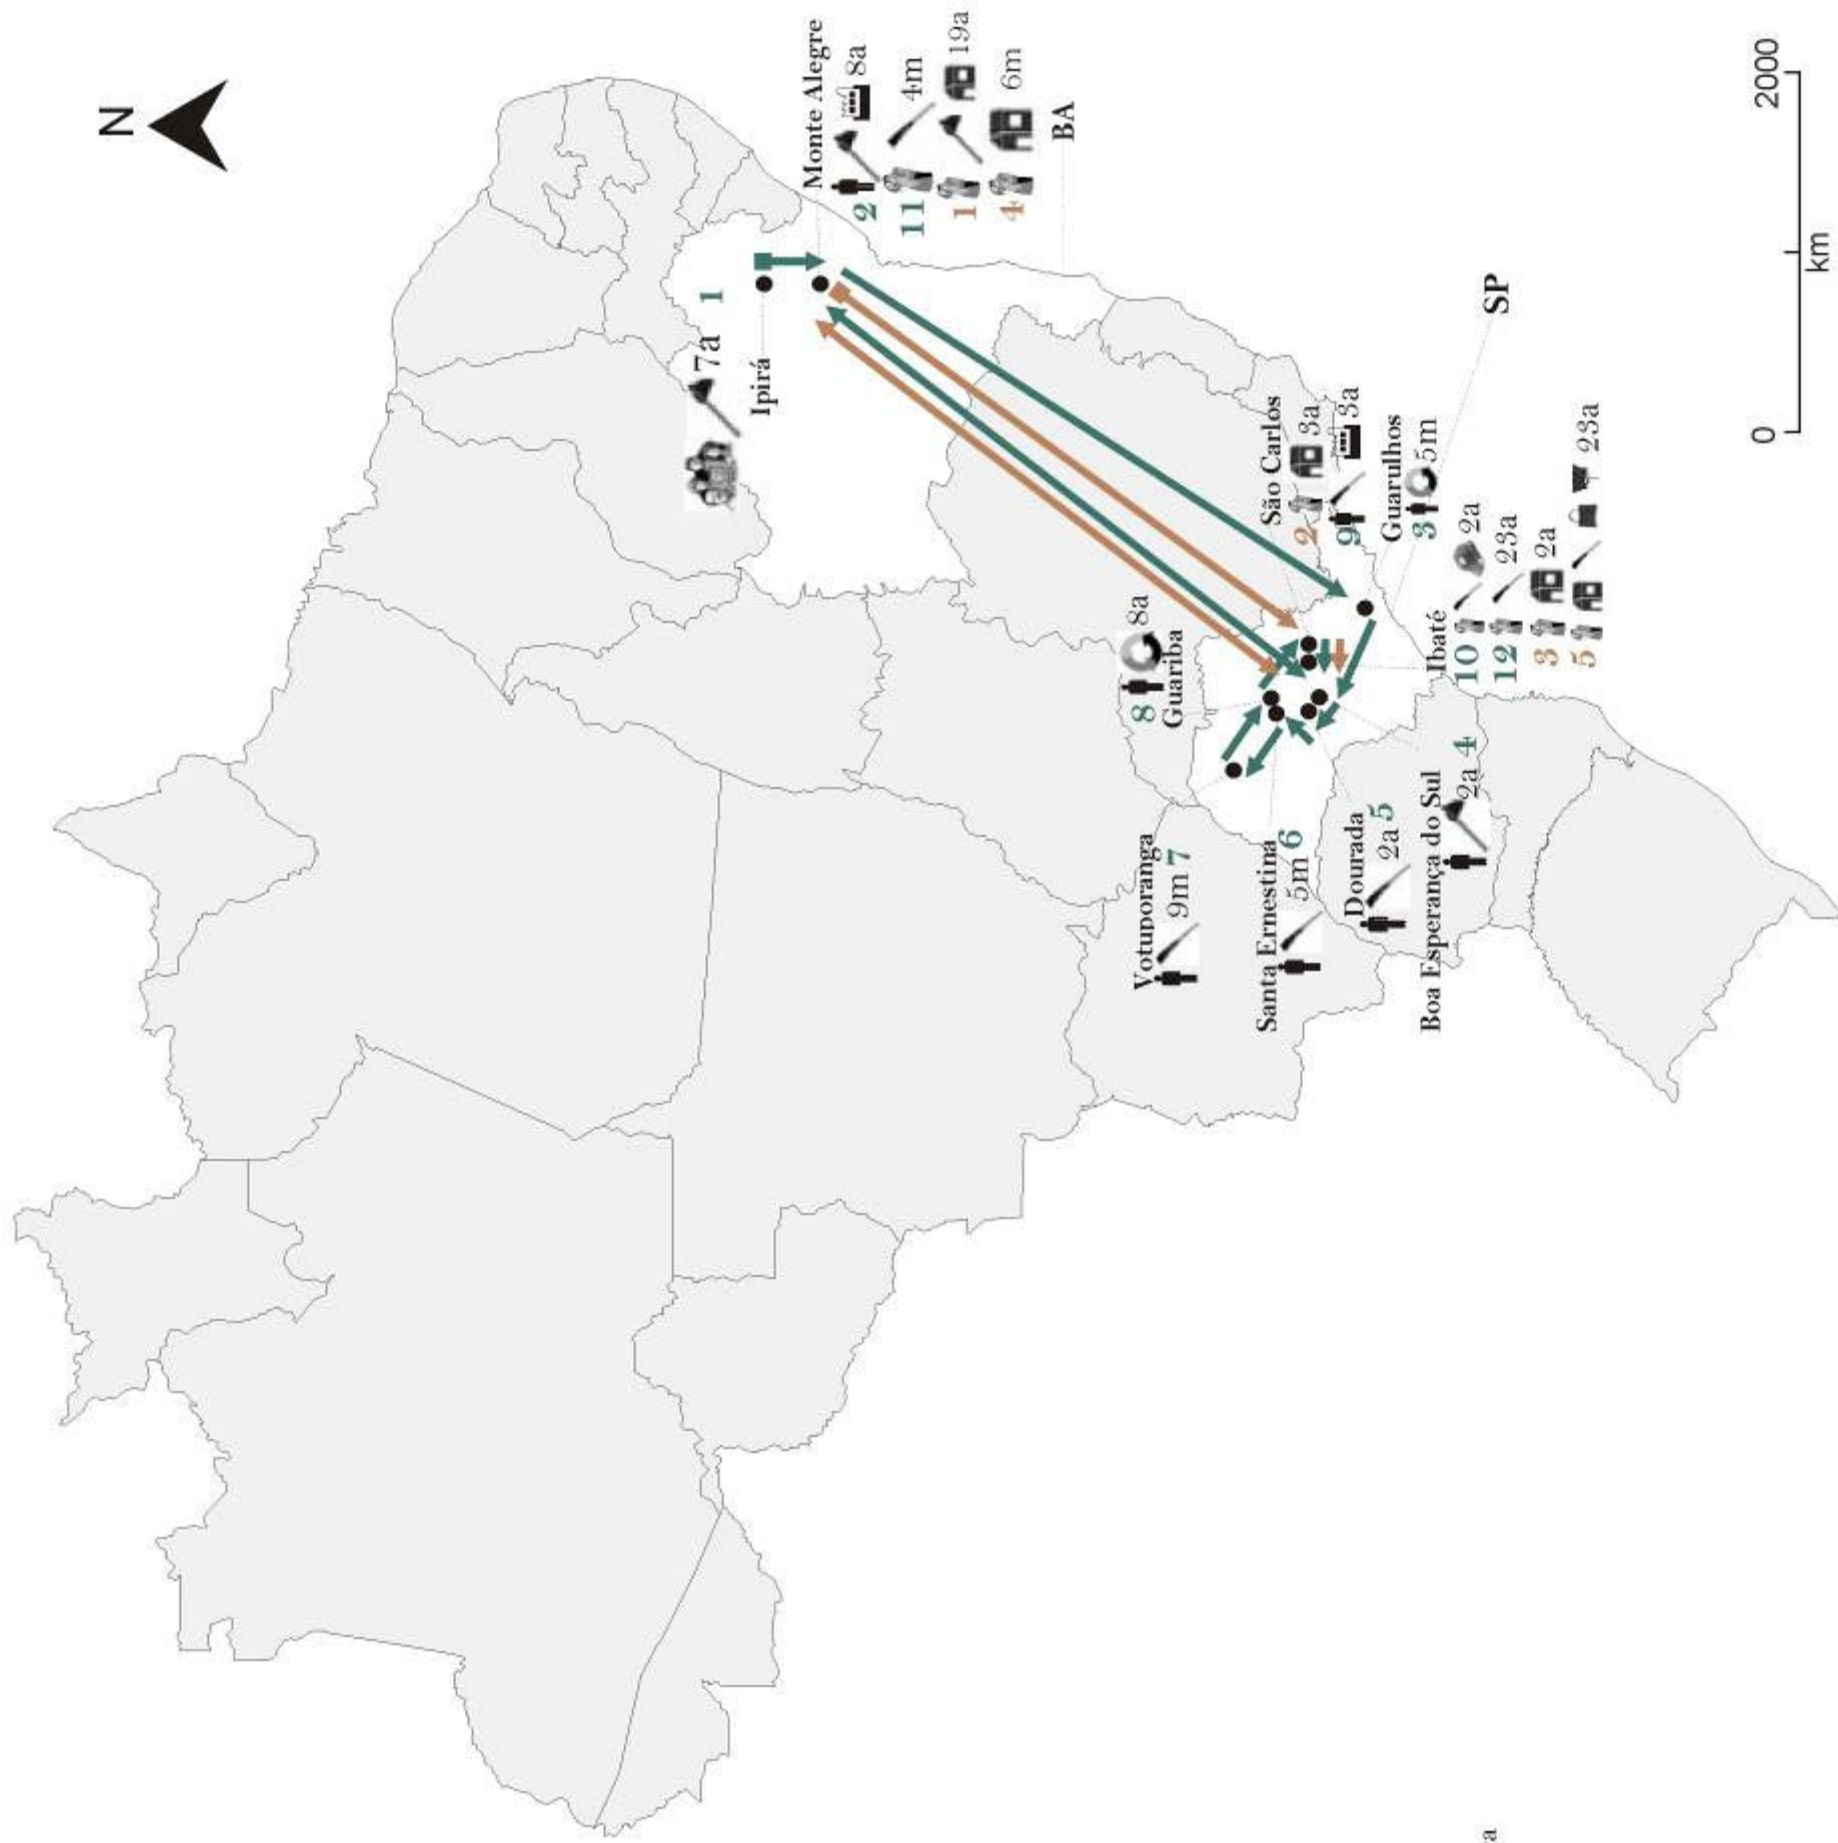 N
7a 1
Ipirá
Monte Alegre
2 8a
11 4m
1 19a
4 6m
BA
8 8a
Guariba
São Carlos
2 3a
9 3a
Guarulhos
3 5m
SP
Ibaté
10 2a
12 23a
3 2a
5 23a
Votuporanga
9m 7
Santa Ernestina
5m 6
Dourada
2a 5
Boa Esperança do Sul
2a 4
0 2000
km
a